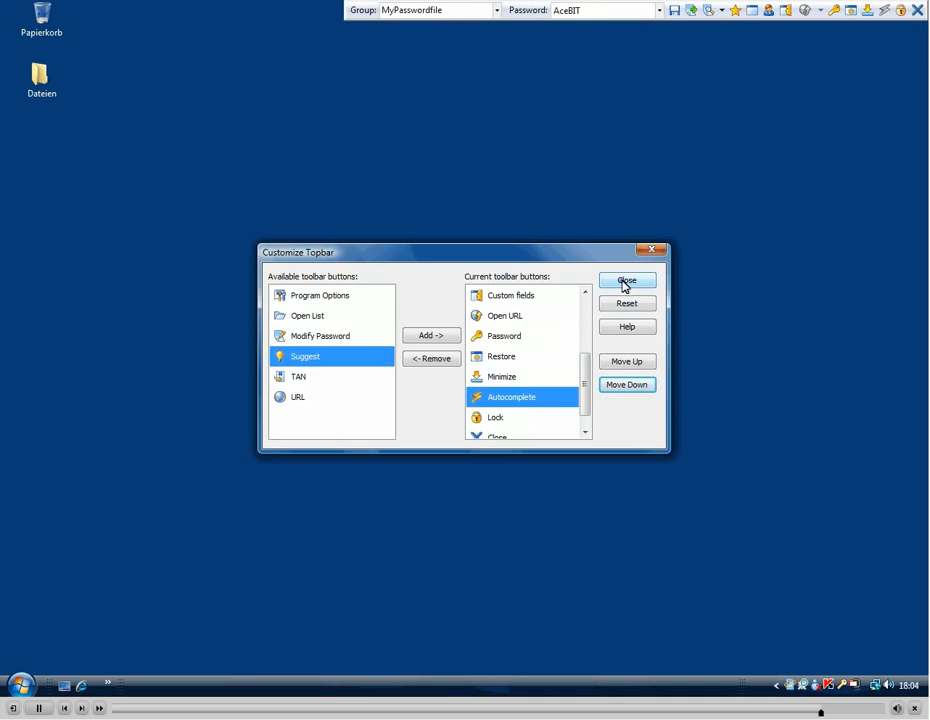 Group: MyPasswordfile Password: AceBIT
Papierkorb
Dateien
Customize Topbar
Available toolbar buttons:
Program Options
Open List
Modify Password
Suggest
TAN
URL
Add ->
<- Remove
Current toolbar buttons:
Custom fields
Open URL
Password
Restore
Minimize
Autocomplete
Lock
Close
Close
Reset
Help
Move Up
Move Down
18:04